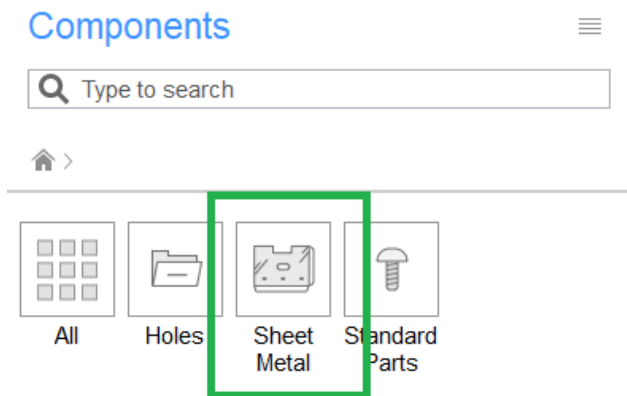 Components
Type to search
All
Holes
Sheet
Metal
Standard
Parts